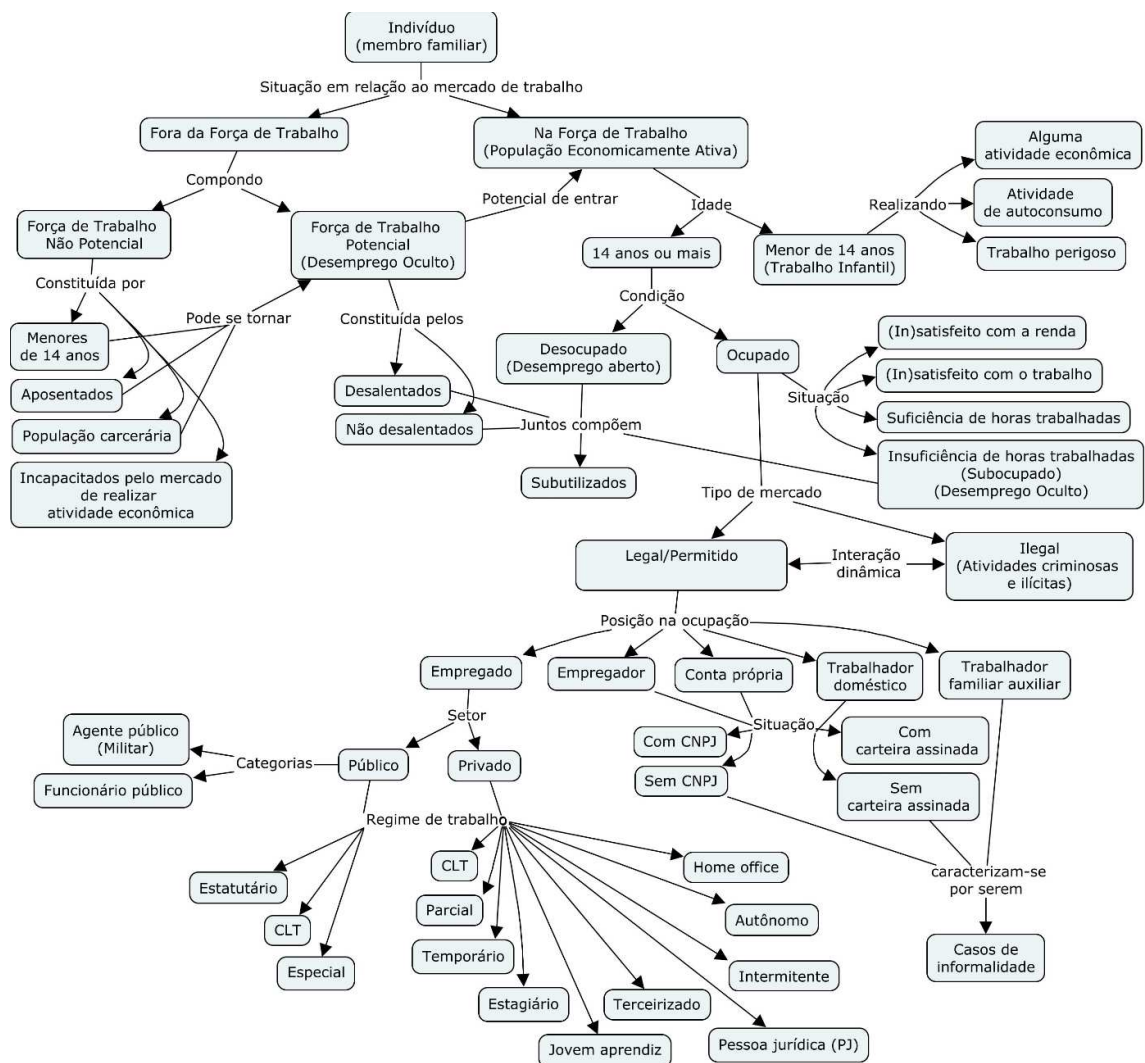 Indivíduo
(membro familiar)
Situação em relação ao mercado de trabalho
Fora da Força de Trabalho
Na Força de Trabalho
(População Economicamente Ativa)
Alguma
atividade econômica
Compondo
Potencial de entrar
Idade
Realizando
Atividade
de autoconsumo
Trabalho perigoso
Força de Trabalho
Não Potencial
Força de Trabalho
Potencial
(Desemprego Oculto)
14 anos ou mais
Menor de 14 anos
(Trabalho Infantil)
Constituída por
Pode se tornar
Constituída pelos
Condição
Menores
de 14 anos
Aposentados
População carcerária
Incapacitados pelo mercado
de realizar
atividade econômica
Desalentados
Não desalentados
Desocupado
(Desemprego aberto)
Ocupado
Juntos compõem
Subutilizados
Situação
(In)satisfeito com a renda
(In)satisfeito com o trabalho
Suficiência de horas trabalhadas
Insuficiência de horas trabalhadas
(Subocupado)
(Desemprego Oculto)
Tipo de mercado
Legal/Permitido
Interação
dinâmica
Ilegal
(Atividades criminosas
e ilícitas)
Posição na ocupação
Empregado
Empregador
Conta própria
Trabalhador
doméstico
Trabalhador
familiar auxiliar
Setor
Situação
Agente público
(Militar)
Categorias
Funcionário público
Público
Privado
Com CNPJ
Sem CNPJ
Com
carteira assinada
Sem
carteira assinada
Regime de trabalho
Estatutário
CLT
Especial
CLT
Parcial
Temporário
Estagiário
Jovem aprendiz
Terceirizado
Pessoa jurídica (PJ)
Intermitente
Autônomo
Home office
caracterizam-se
por serem
Casos de
informalidade